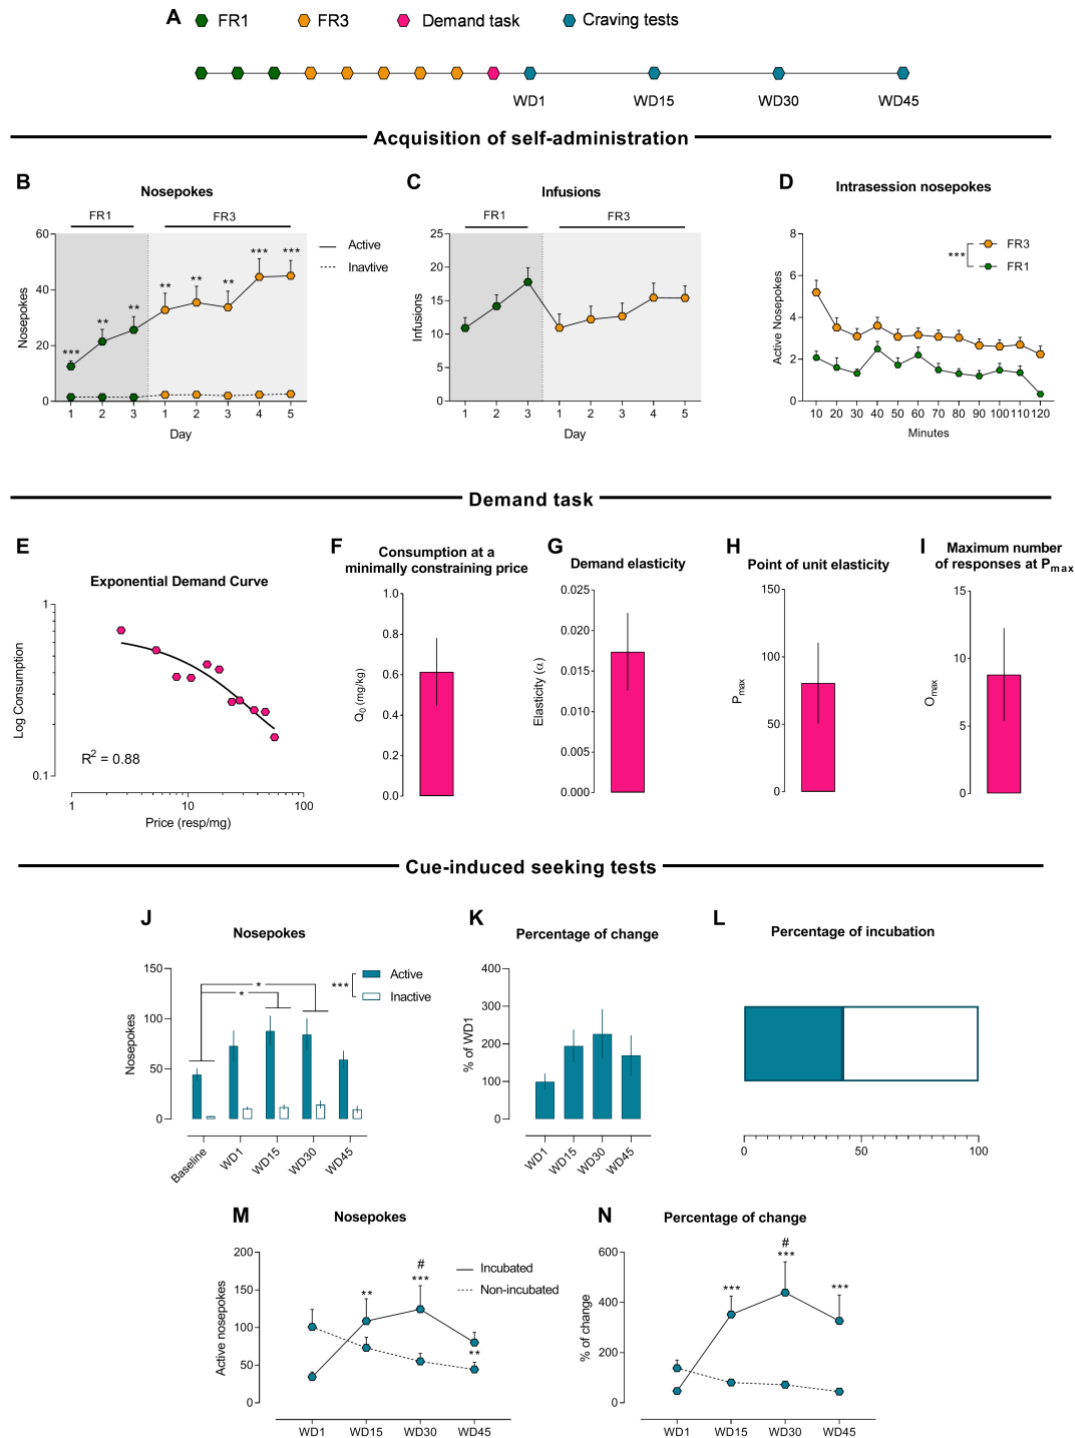 A FR1 FR3 Demand task Craving tests
WD1 WD15 WD30 WD45
Acquisition of self-administration
B Nosepokes
FR1 FR3
60
40
20
0
Nosepokes
*** ** ** ** ** ** *** ***
Active
Inavtive
1 2 3 1 2 3 4 5
Day
C Infusions
FR1 FR3
25
20
15
10
5
0
Infusions
1 2 3 1 2 3 4 5
Day
D Intrasession nosepokes
8
6
4
2
0
Active Nosepokes
*** FR3
FR1
10 20 30 40 50 60 70 80 90 100 110 120
Minutes
Demand task
E Exponential Demand Curve
1
0.1
Log Consumption
R² = 0.88
1 10 100
Price (resp/mg)
F Consumption at a
minimally constraining price
1.0
0.8
0.6
0.4
0.2
0.0
Q₀ (mg/kg)
G Demand elasticity
0.025
0.020
0.015
0.010
0.005
0.000
Elasticity (α)
H Point of unit elasticity
150
100
50
0
Pmax
I Maximum number
of responses at Pmax
15
10
5
0
Omax
Cue-induced seeking tests
J Nosepokes
150
100
50
0
Nosepokes
*
*
*** Active
Inactive
Baseline WD1 WD15 WD30 WD45
K Percentage of change
400
300
200
100
0
% of WD1
WD1 WD15 WD30 WD45
L Percentage of incubation
0 50 100
M Nosepokes
200
150
100
50
0
Active nosepokes
#
** *** **
Incubated
Non-incubated
WD1 WD15 WD30 WD45
N Percentage of change
600
400
200
0
% of change
#
*** *** ***
WD1 WD15 WD30 WD45